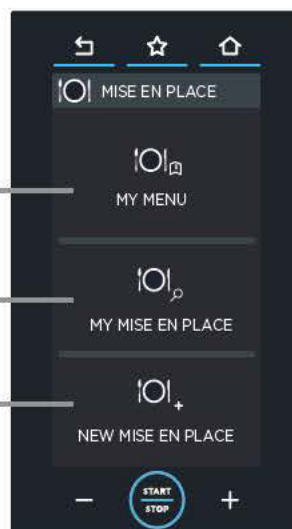 MISE EN PLACE
MY MENU
MY MISE EN PLACE
NEW MISE EN PLACE
START
STOP